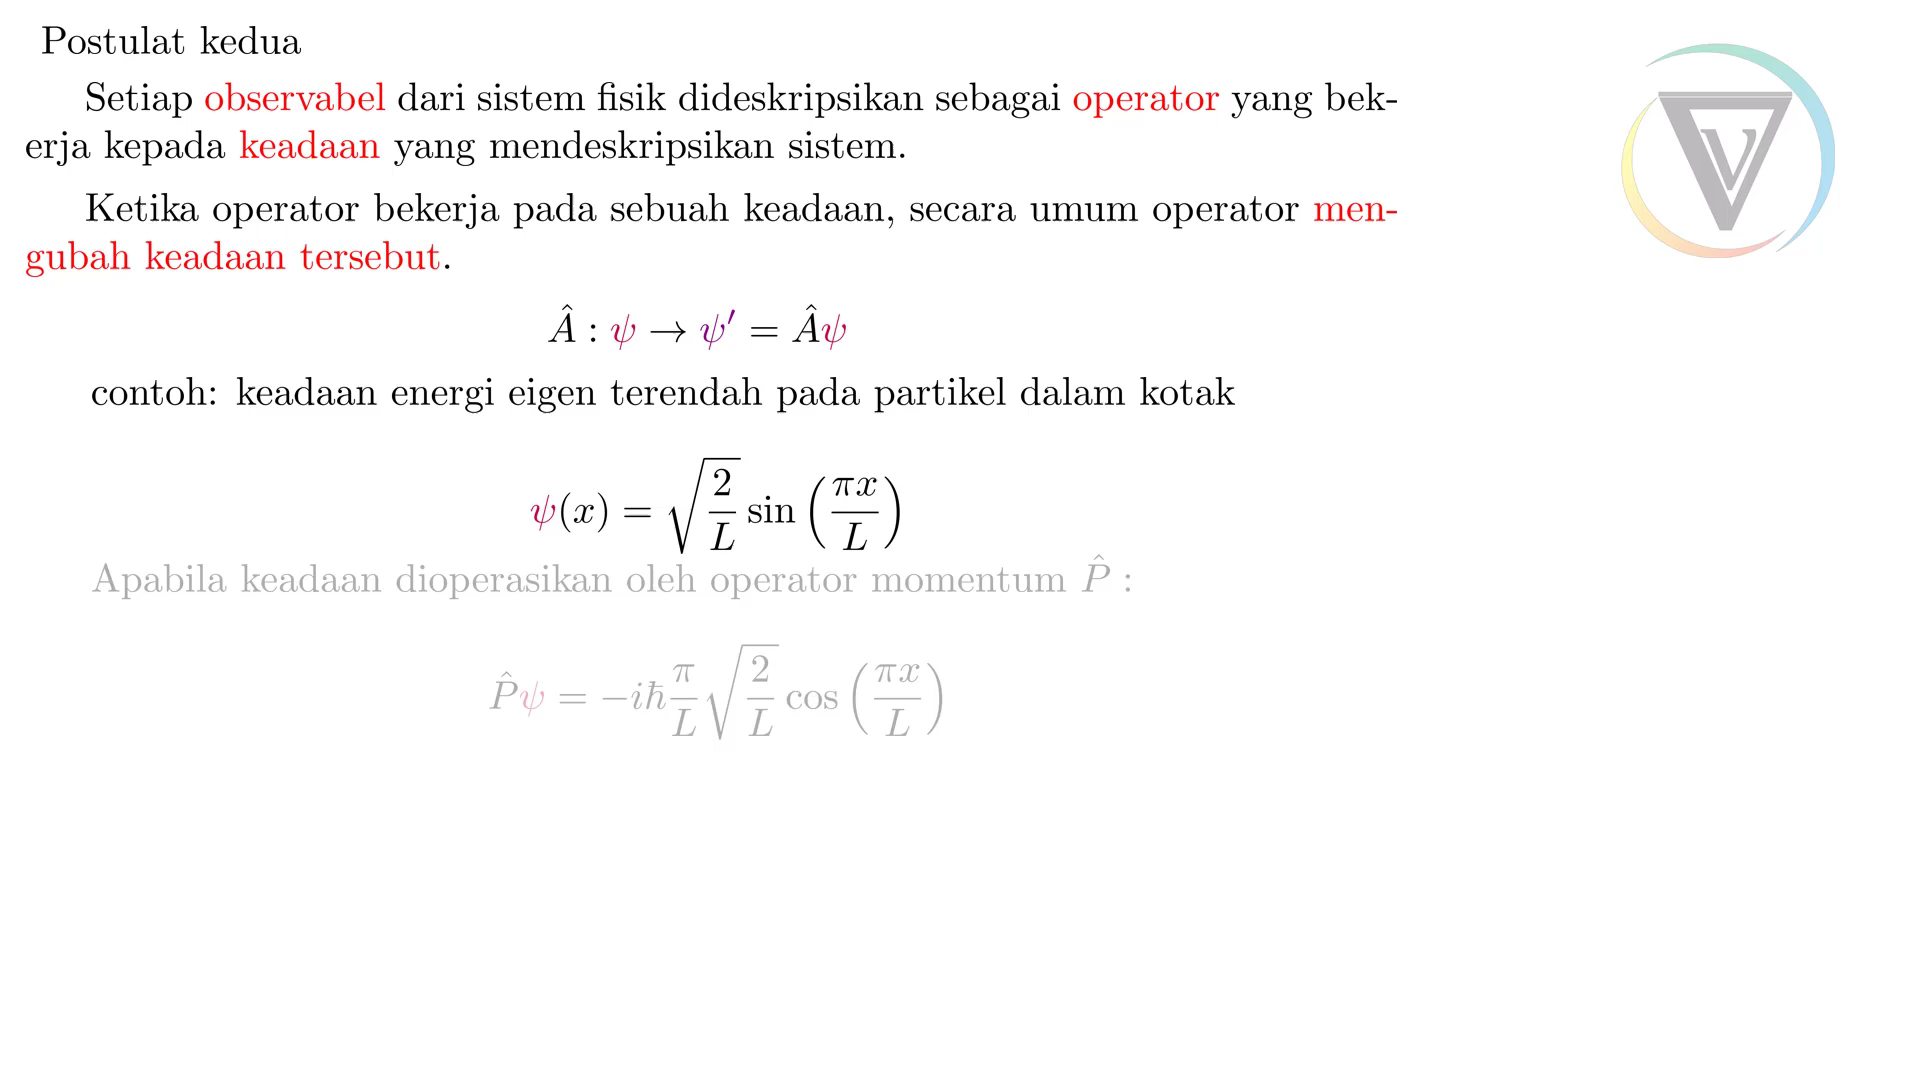 Postulat kedua
Setiap observabel dari sistem fisik dideskripsikan sebagai operator yang bek-
erja kepada keadaan yang mendeskripsikan sistem.
Ketika operator bekerja pada sebuah keadaan, secara umum operator men-
gubah keadaan tersebut.
Â : ψ → ψ′ = Âψ
contoh: keadaan energi eigen terendah pada partikel dalam kotak
ψ(x) = √(2/L) sin (πx/L)
Apabila keadaan dioperasikan oleh operator momentum P̂ :
P̂ψ = −iħ π/L √(2/L) cos (πx/L)